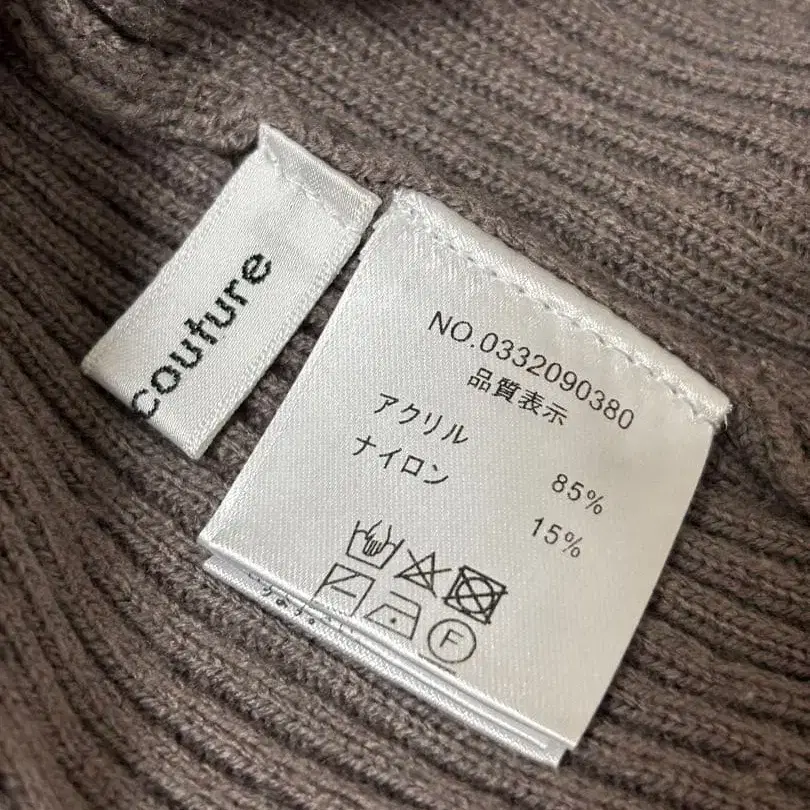 couture
NO.0332090380
品質表示
アクリル 85%
ナイロン 15%
F